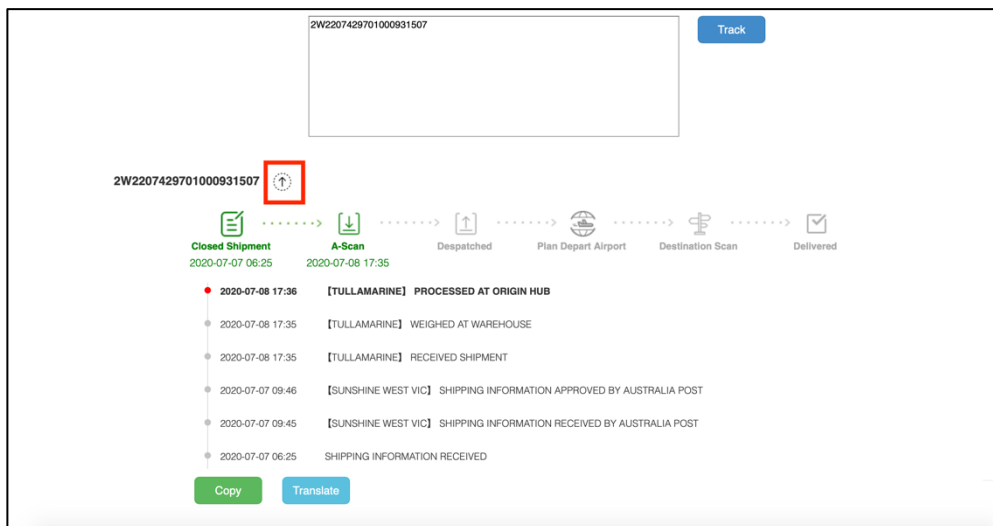 2W2207429701000931507
Track
2W2207429701000931507
Closed Shipment A-Scan Despatched Plan Depart Airport Destination Scan Delivered
2020-07-07 06:25 2020-07-08 17:35
2020-07-08 17:36 【TULLAMARINE】 PROCESSED AT ORIGIN HUB
2020-07-08 17:35 【TULLAMARINE】 WEIGHED AT WAREHOUSE
2020-07-08 17:35 【TULLAMARINE】 RECEIVED SHIPMENT
2020-07-07 09:46 【SUNSHINE WEST VIC】 SHIPPING INFORMATION APPROVED BY AUSTRALIA POST
2020-07-07 09:45 【SUNSHINE WEST VIC】 SHIPPING INFORMATION RECEIVED BY AUSTRALIA POST
2020-07-07 06:25 SHIPPING INFORMATION RECEIVED
Copy Translate